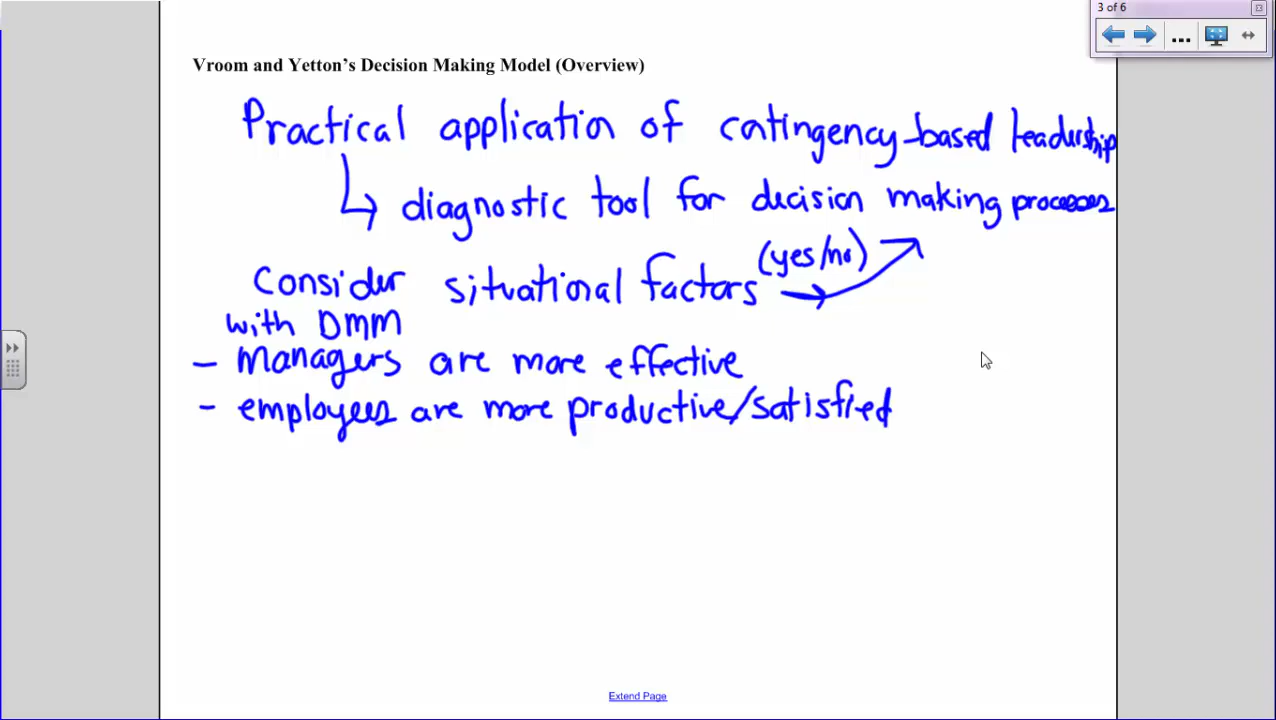 3 of 6
Vroom and Yetton's Decision Making Model (Overview)
Practical application of catingency-based leadership
diagnostic tool for decision making processes
(yes/no)
Consider situational factors
with DMM
- Managers are more effective
- employees are more productive/satisfied
Extend Page